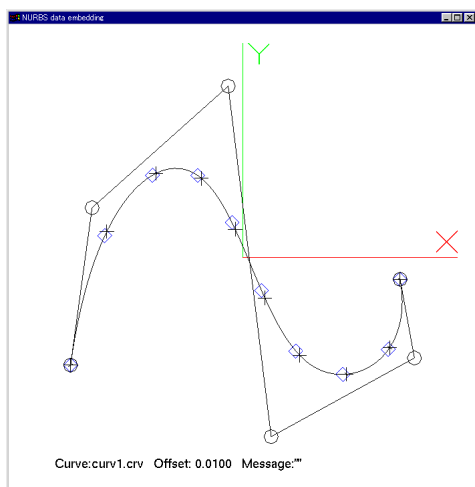 NURBS data embedding
Y
X
Curve:curv1.crv Offset: 0.0100 Message:""